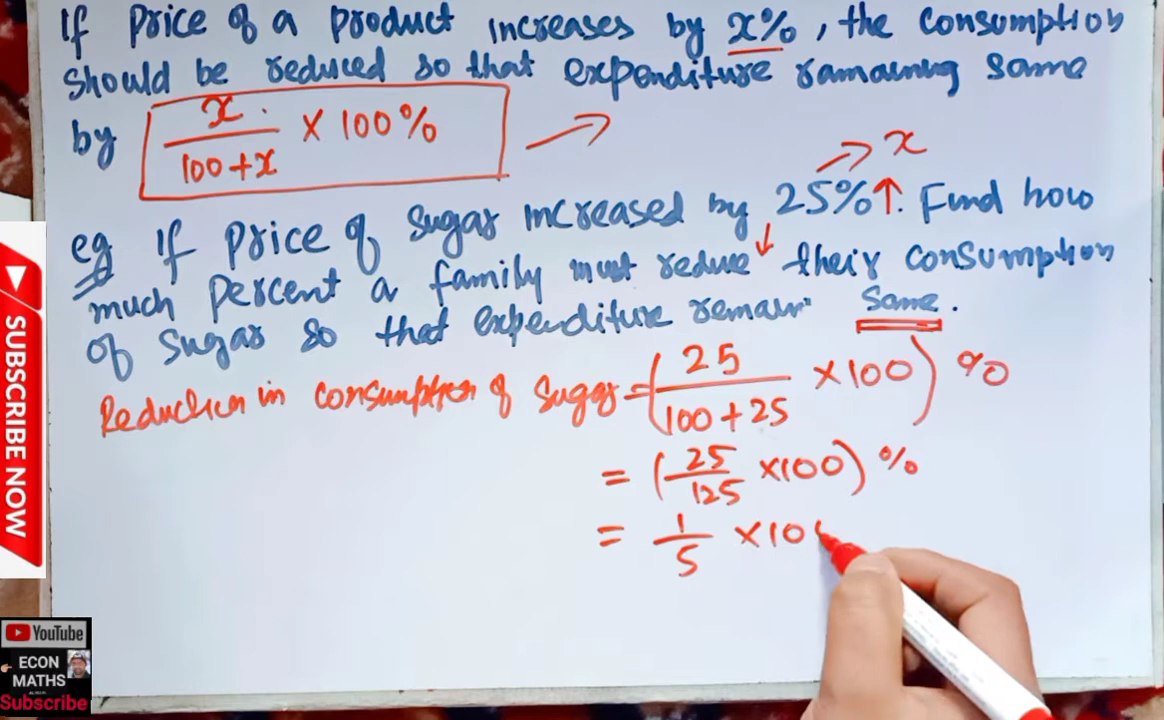 If Price of a product increases by x%, the consumption
should be reduced so that expenditure remaining same
by x / 100+x × 100%
x
eg If Price of Sugar increased by 25%↑. Find how
much Percent a family must reduce↓ their consumption
of Sugar so that expenditure remain Same.
Reduction in consumption of Sugar = (25 / 100+25 × 100) %
= (25 / 125 × 100) %
= 1 / 5 × 10
SUBSCRIBE NOW
YouTube
ECON
MATHS
Subscribe